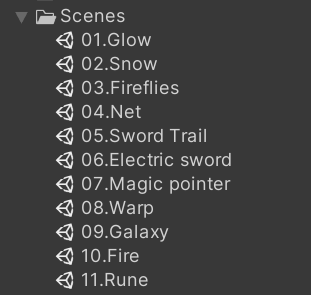 Scenes
01.Glow
02.Snow
03.Fireflies
04.Net
05.Sword Trail
06.Electric sword
07.Magic pointer
08.Warp
09.Galaxy
10.Fire
11.Rune